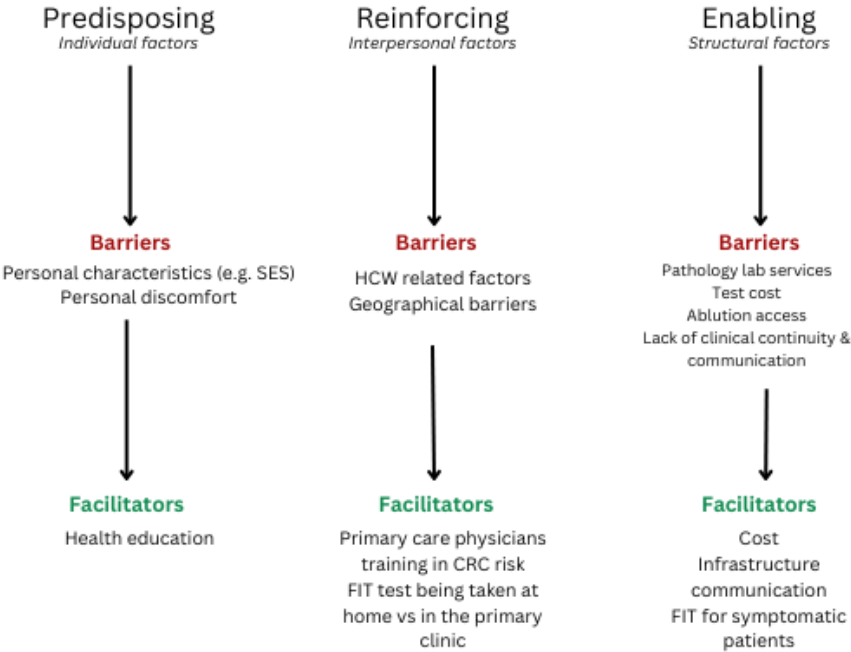 Predisposing
Individual factors
Barriers
Personal characteristics (e.g. SES)
Personal discomfort
Facilitators
Health education
Reinforcing
Interpersonal factors
Barriers
HCW related factors
Geographical barriers
Facilitators
Primary care physicians
training in CRC risk
FIT test being taken at
home vs in the primary
clinic
Enabling
Structural factors
Barriers
Pathology lab services
Test cost
Ablution access
Lack of clinical continuity &
communication
Facilitators
Cost
Infrastructure
communication
FIT for symptomatic
patients